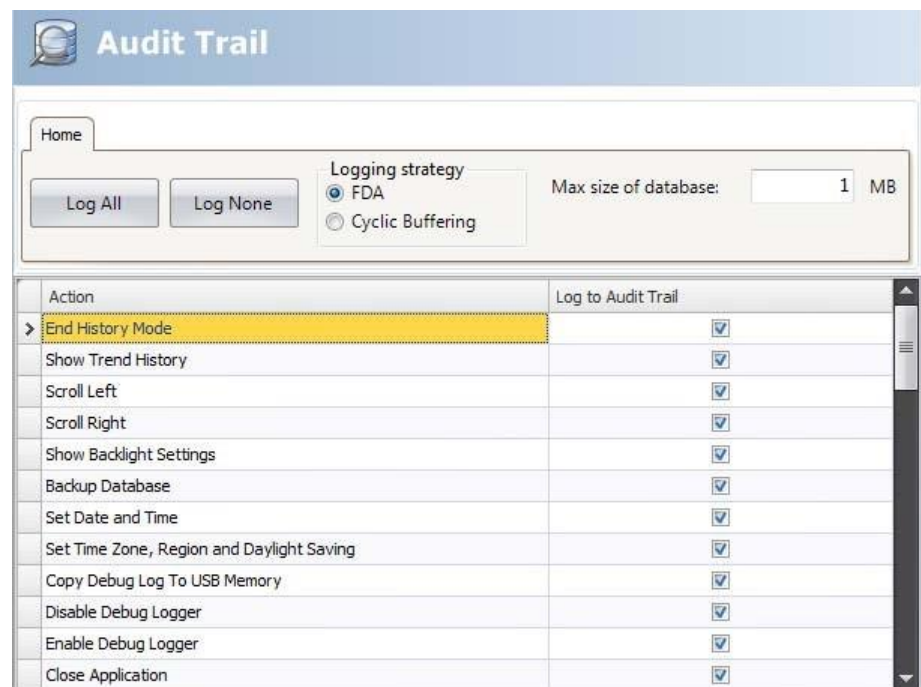 Audit Trail
Home
Log All
Log None
Logging strategy
FDA
Cyclic Buffering
Max size of database:
1 MB
Action Log to Audit Trail
End History Mode
Show Trend History
Scroll Left
Scroll Right
Show Backlight Settings
Backup Database
Set Date and Time
Set Time Zone, Region and Daylight Saving
Copy Debug Log To USB Memory
Disable Debug Logger
Enable Debug Logger
Close Application